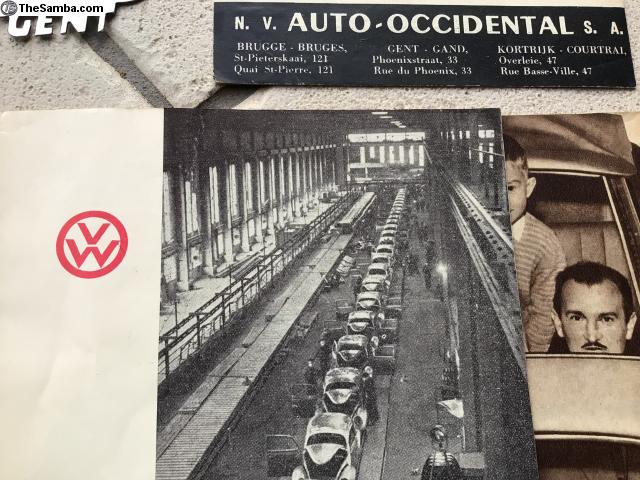 © TheSamba.com
GENT
N. V. AUTO-OCCIDENTAL S. A.
BRUGGE - BRUGES, GENT - GAND, KORTRIJK - COURTRAI,
St-Pieterskaai, 121 Phoenixstraat, 33 Overleie, 47
Quai St-Pierre, 121 Rue du Phoenix, 33 Rue Basse-Ville, 47
VW